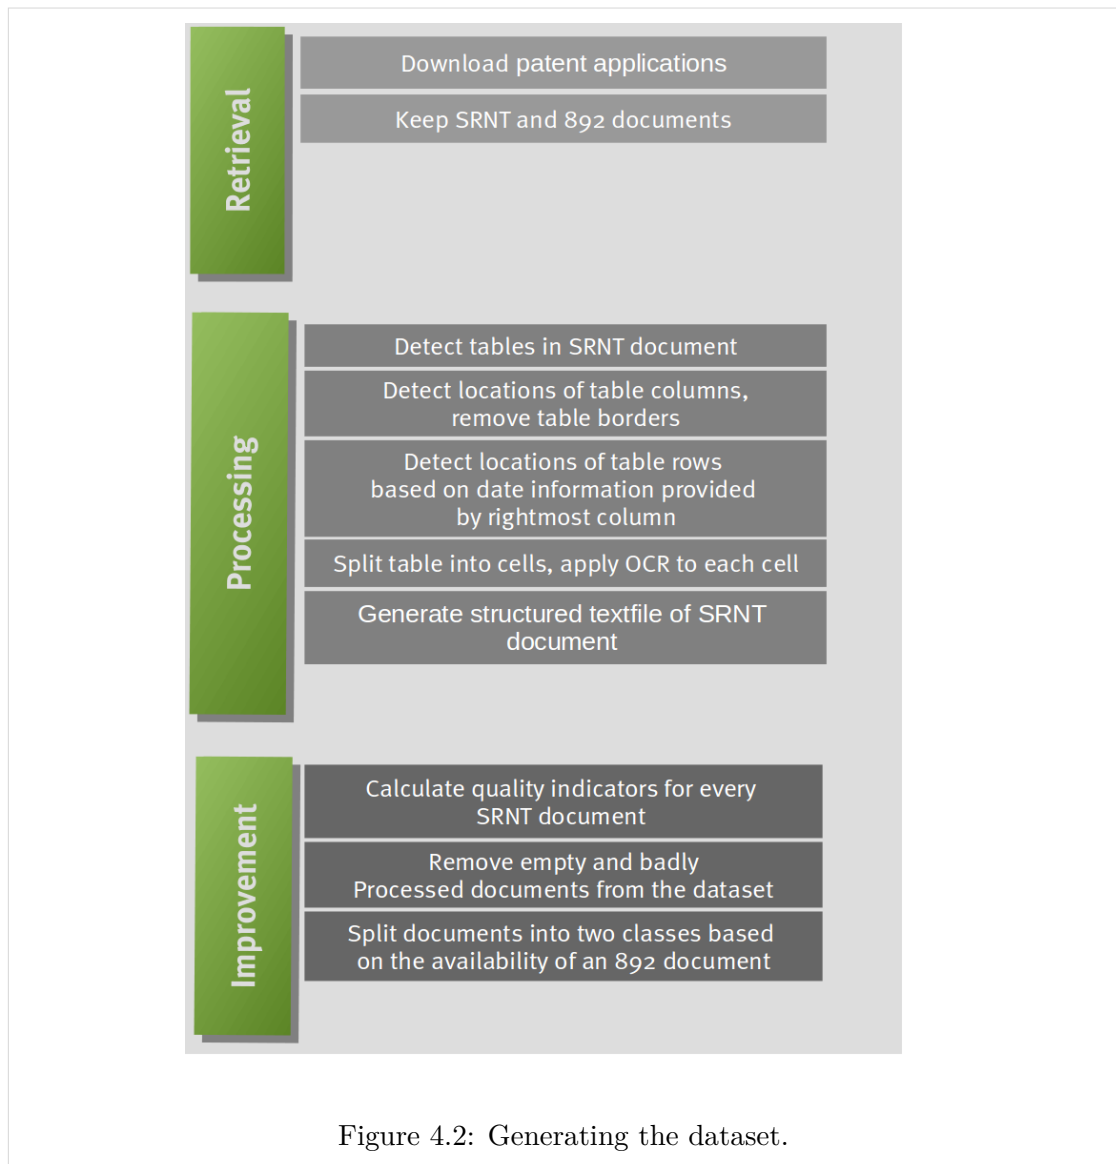 Retrieval
Download patent applications
Keep SRNT and 892 documents
Processing
Detect tables in SRNT document
Detect locations of table columns,
remove table borders
Detect locations of table rows
based on date information provided
by rightmost column
Split table into cells, apply OCR to each cell
Generate structured textfile of SRNT
document
Improvement
Calculate quality indicators for every
SRNT document
Remove empty and badly
Processed documents from the dataset
Split documents into two classes based
on the availability of an 892 document
Figure 4.2: Generating the dataset.